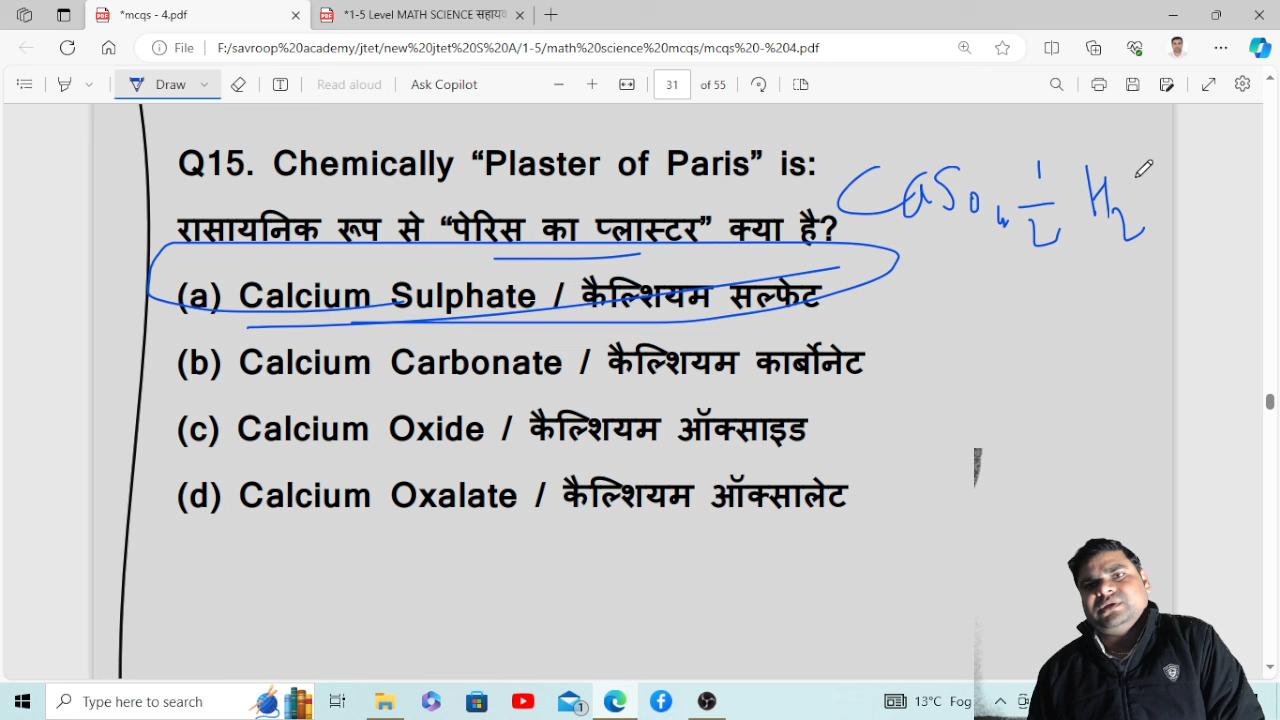 *mcqs - 4.pdf
*1-5 Level MATH SCIENCE सहायव
File F:/savroop%20academy/jtet/new%20jtet%20S%20A/1-5/math%20science%20mcqs/mcqs%20-%204.pdf
Draw Read aloud Ask Copilot 31 of 55
Q15. Chemically “Plaster of Paris” is:
CaSO4 1/2 H2
रासायनिक रूप से “पेरिस का प्लास्टर” क्या है?
(a) Calcium Sulphate / कैल्शियम सल्फेट
(b) Calcium Carbonate / कैल्शियम कार्बोनेट
(c) Calcium Oxide / कैल्शियम ऑक्साइड
(d) Calcium Oxalate / कैल्शियम ऑक्सालेट
Type here to search 1 13°C Fog